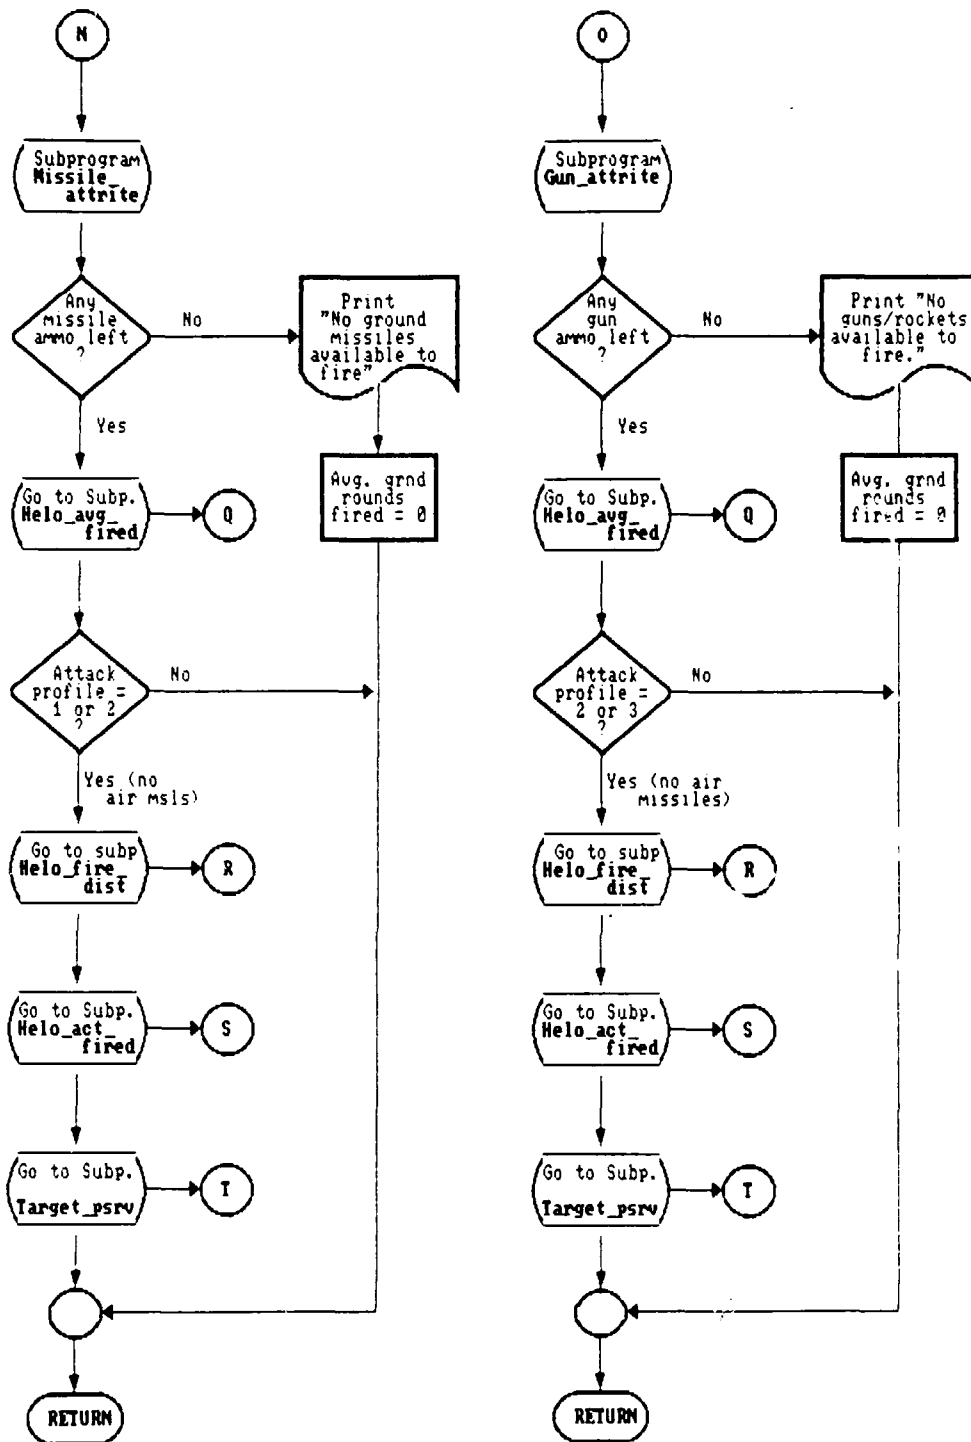 N
Subprogram
Missile_
attrite
Any
missile
ammo left
?
No
Print
"No ground
missiles
available to
fire"
Yes
Avg. grnd
rounds
fired = 0
Go to Subp.
Helo_avg_
fired
Q
Attack
profile =
1 or 2
?
No
Yes (no
air msls)
Go to subp
Helo_fire_
dist
R
Go to Subp.
Helo_act_
fired
S
Go to Subp.
Target_psrv
T
RETURN
O
Subprogram
Gun_attrite
Any
gun
ammo left
?
No
Print "No
guns/rockets
available to
fire."
Yes
Avg. grnd
rounds
fired = 0
Go to Subp.
Helo_avg_
fired
Q
Attack
profile =
2 or 3
?
No
Yes (no air
missiles)
Go to subp
Helo_fire_
dist
R
Go to Subp.
Helo_act_
fired
S
Go to Subp.
Target_psrv
T
RETURN